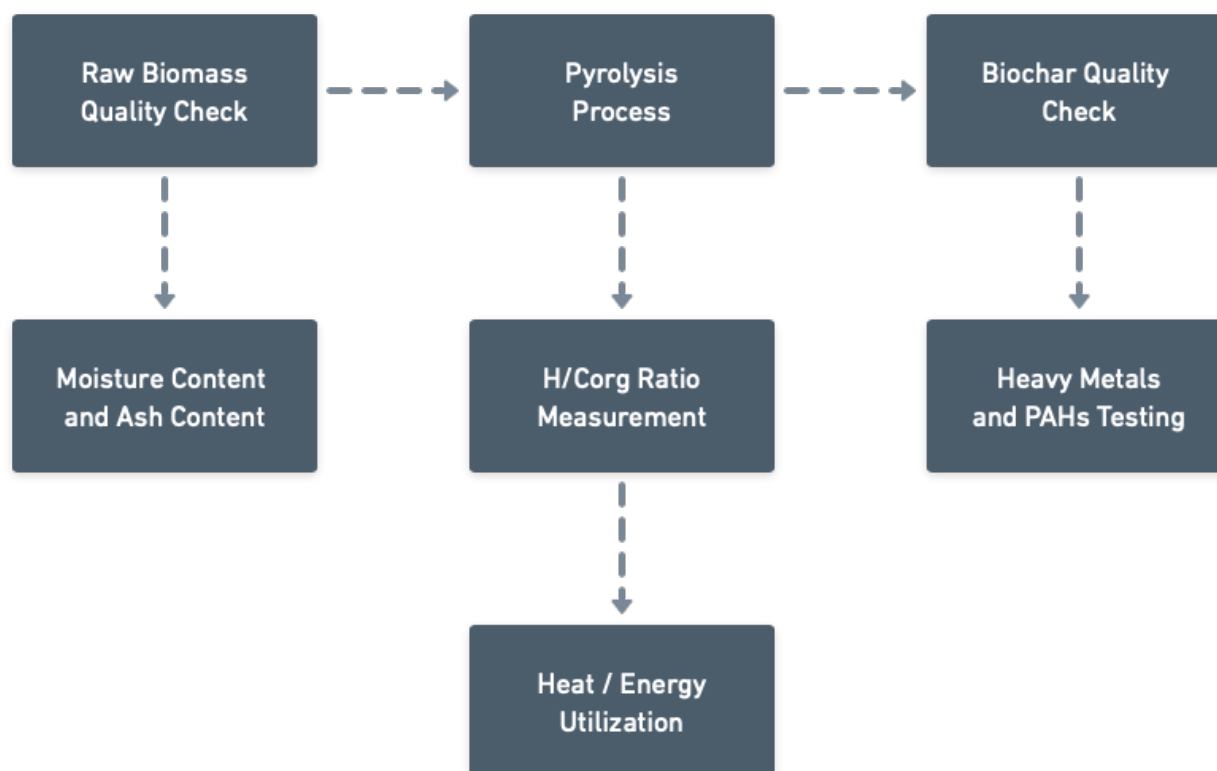 Raw Biomass
Quality Check
Pyrolysis
Process
Biochar Quality
Check
Moisture Content
and Ash Content
H/Corg Ratio
Measurement
Heavy Metals
and PAHs Testing
Heat / Energy
Utilization